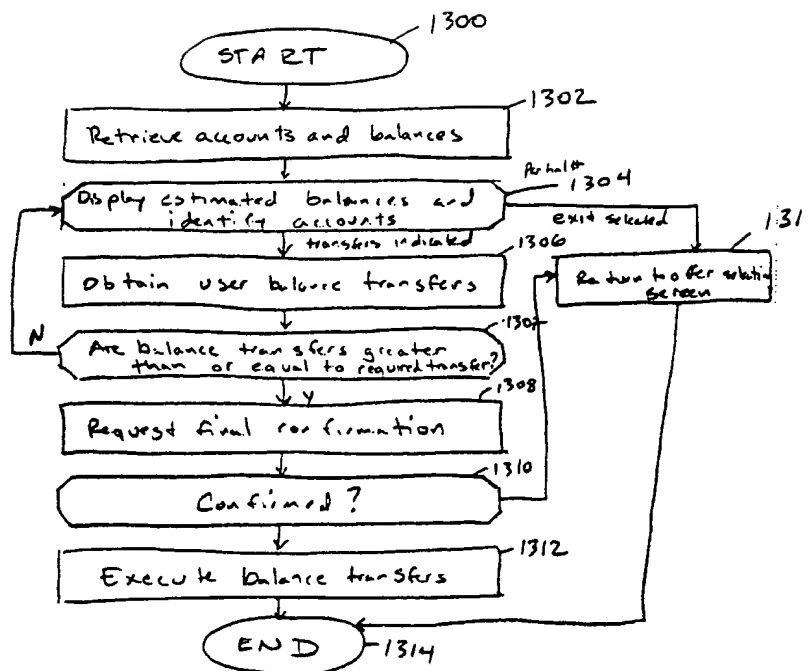 1300
START
1302
Retrieve accounts and balances
1304
Display estimated balances and
identify accounts
exit selected
131
transfers indicated
1306
Obtain user balance transfers
Return to offer selection
screen
1307
N
Are balance transfers greater
than or equal to required transfer?
Y
1308
Request final confirmation
1310
Confirmed?
1312
Execute balance transfers
END
1314